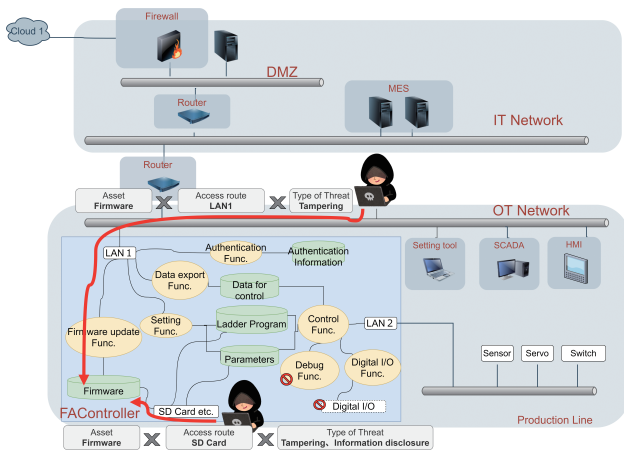 Cloud 1
Firewall
DMZ
Router
MES
IT Network
Router
Asset
Firmware
Access route
LAN1
Type of Threat
Tampering
OT Network
Setting tool
SCADA
HMI
LAN 1
Authentication
Func.
Authentication
Information
Data export
Func.
Data for
control
Setting
Func.
Ladder Program
Control
Func.
LAN 2
Firmware update
Func.
Parameters
Debug
Func.
Digital I/O
Func.
Sensor
Servo
Switch
Firmware
SD Card etc.
Digital I/O
FAController
Production Line
Asset
Firmware
Access route
SD Card
Type of Threat
Tampering、Information disclosure